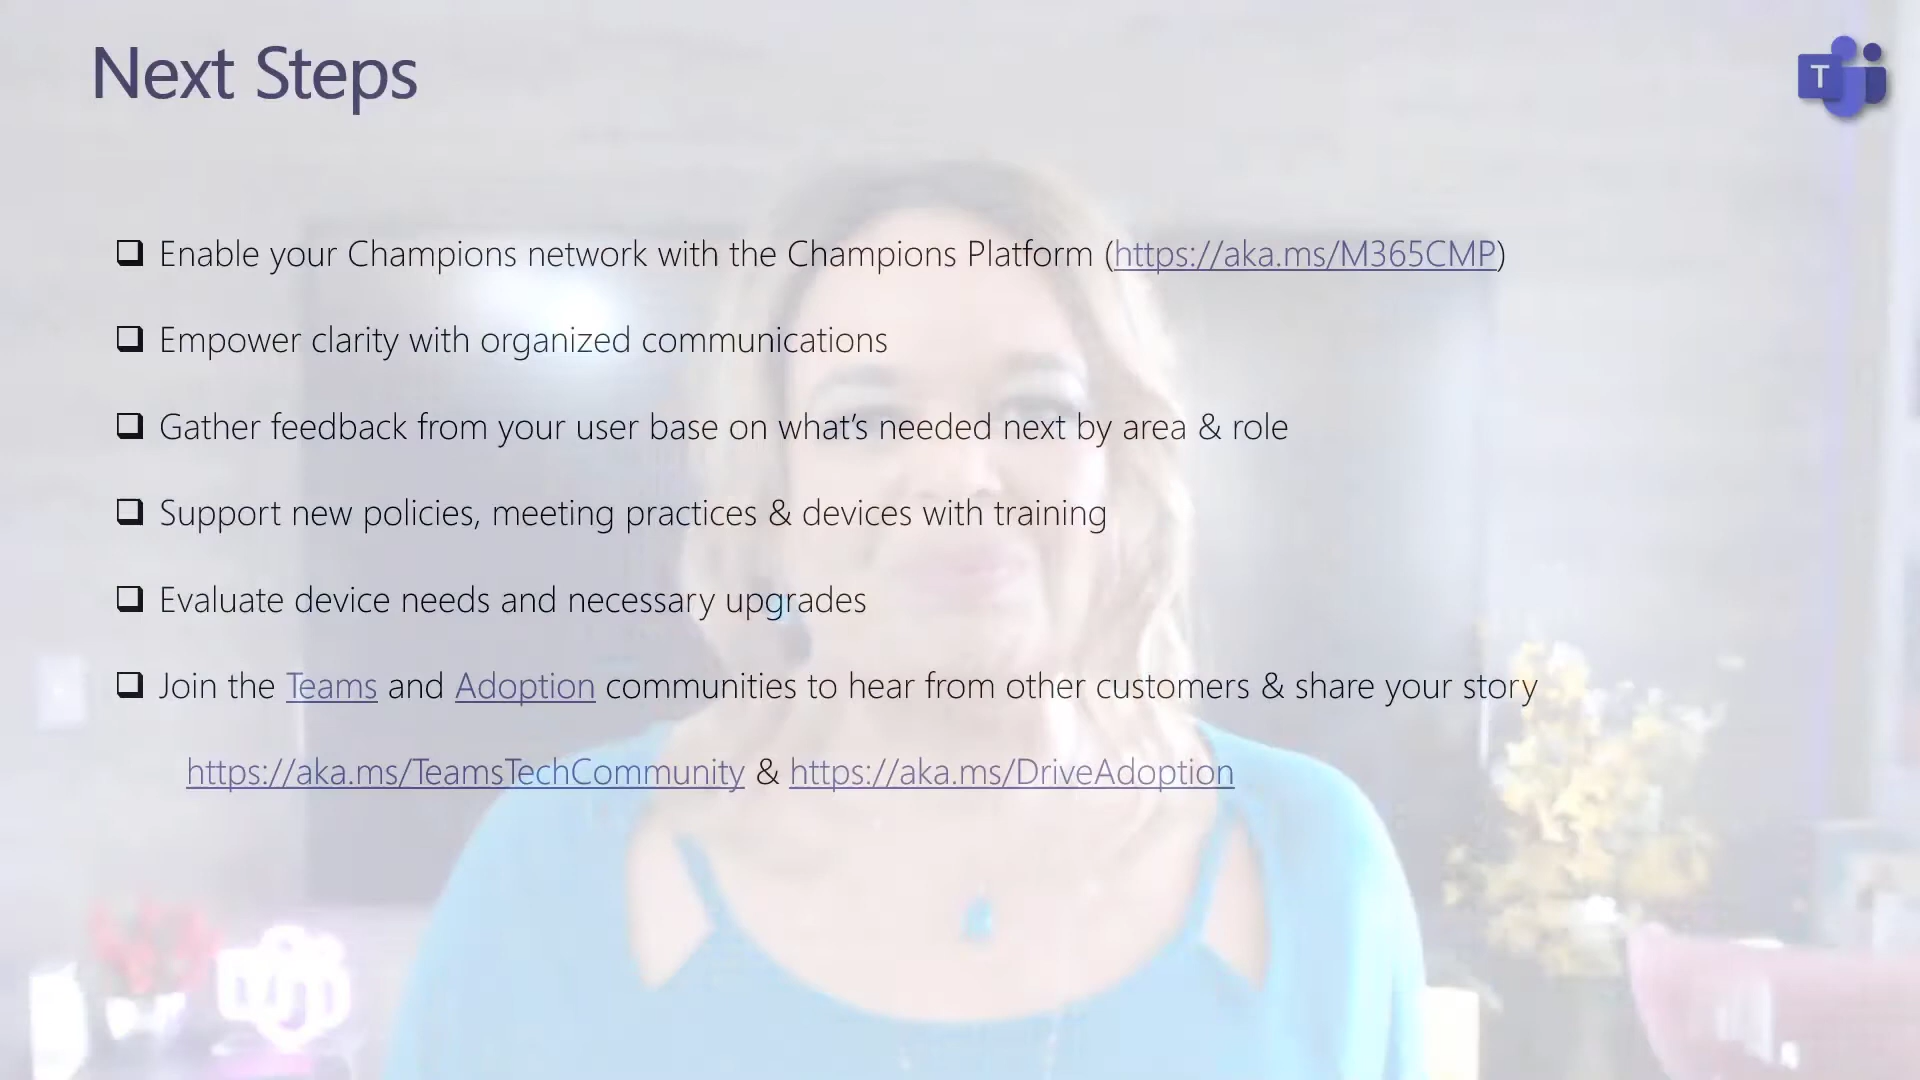 Next Steps
T
Enable your Champions network with the Champions Platform (https://aka.ms/M365CMP)
Empower clarity with organized communications
Gather feedback from your user base on what's needed next by area & role
Support new policies, meeting practices & devices with training
Evaluate device needs and necessary upgrades
Join the Teams and Adoption communities to hear from other customers & share your story
https://aka.ms/TeamsTechCommunity & https://aka.ms/DriveAdoption